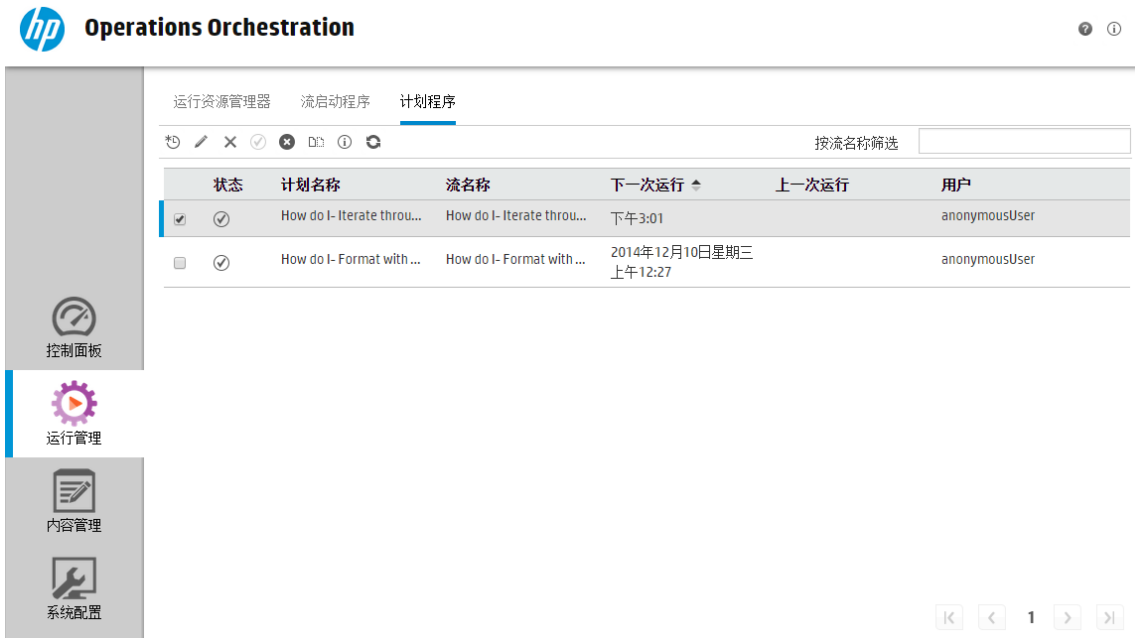 hp Operations Orchestration
运行资源管理器 流启动程序 计划程序
按流名称筛选
状态 计划名称 流名称 下一次运行 上一次运行 用户
How do I- Iterate throu... How do I- Iterate throu... 下午3:01 anonymousUser
How do I- Format with ... How do I- Format with ... 2014年12月10日星期三 anonymousUser
上午12:27
控制面板
运行管理
内容管理
系统配置
1